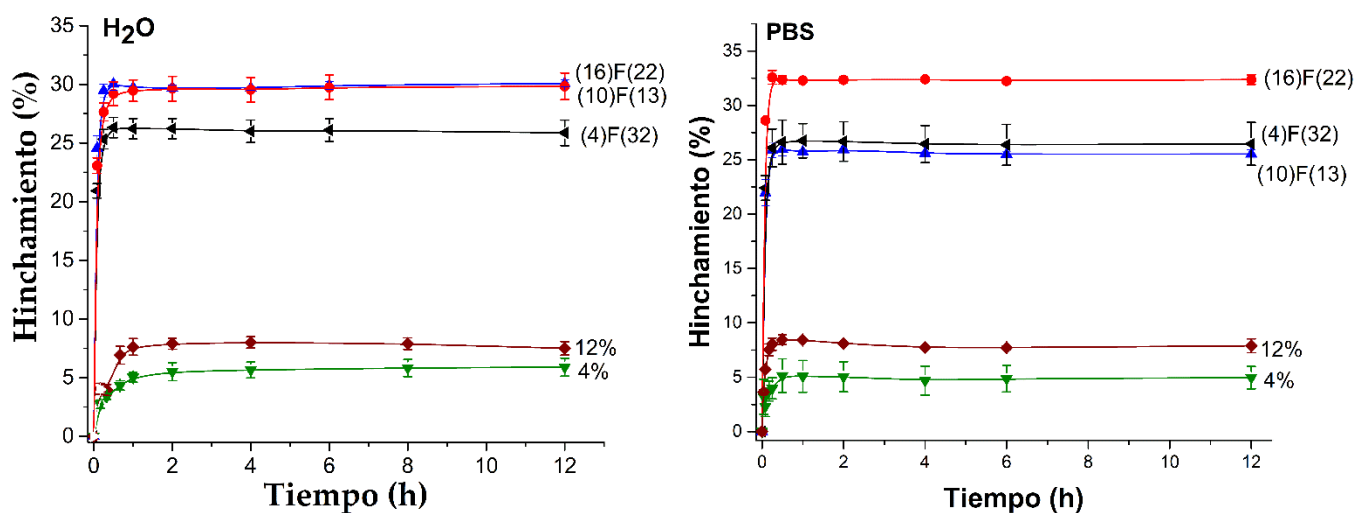 H₂O
35
30
25
20
15
10
5
0
Hinchamiento (%)
(16)F(22)
(10)F(13)
(4)F(32)
12%
4%
0 2 4 6 8 10 12
Tiempo (h)
PBS
35
30
25
20
15
10
5
0
Hinchamiento (%)
(16)F(22)
(4)F(32)
(10)F(13)
12%
4%
0 2 4 6 8 10 12
Tiempo (h)